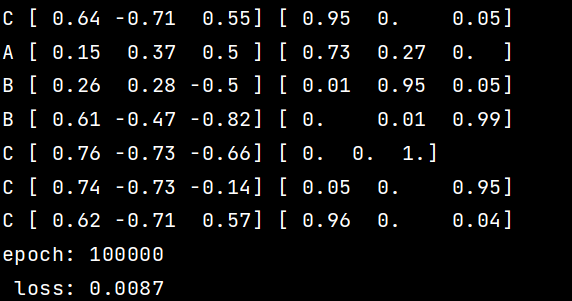 C [ 0.64 -0.71  0.55] [ 0.95  0.    0.05]
A [ 0.15  0.37  0.5 ] [ 0.73  0.27  0.  ]
B [ 0.26  0.28 -0.5 ] [ 0.01  0.95  0.05]
B [ 0.61 -0.47 -0.82] [ 0.    0.01  0.99]
C [ 0.76 -0.73 -0.66] [ 0.  0.  1.]
C [ 0.74 -0.73 -0.14] [ 0.05  0.    0.95]
C [ 0.62 -0.71  0.57] [ 0.96  0.    0.04]
epoch: 100000
 loss: 0.0087